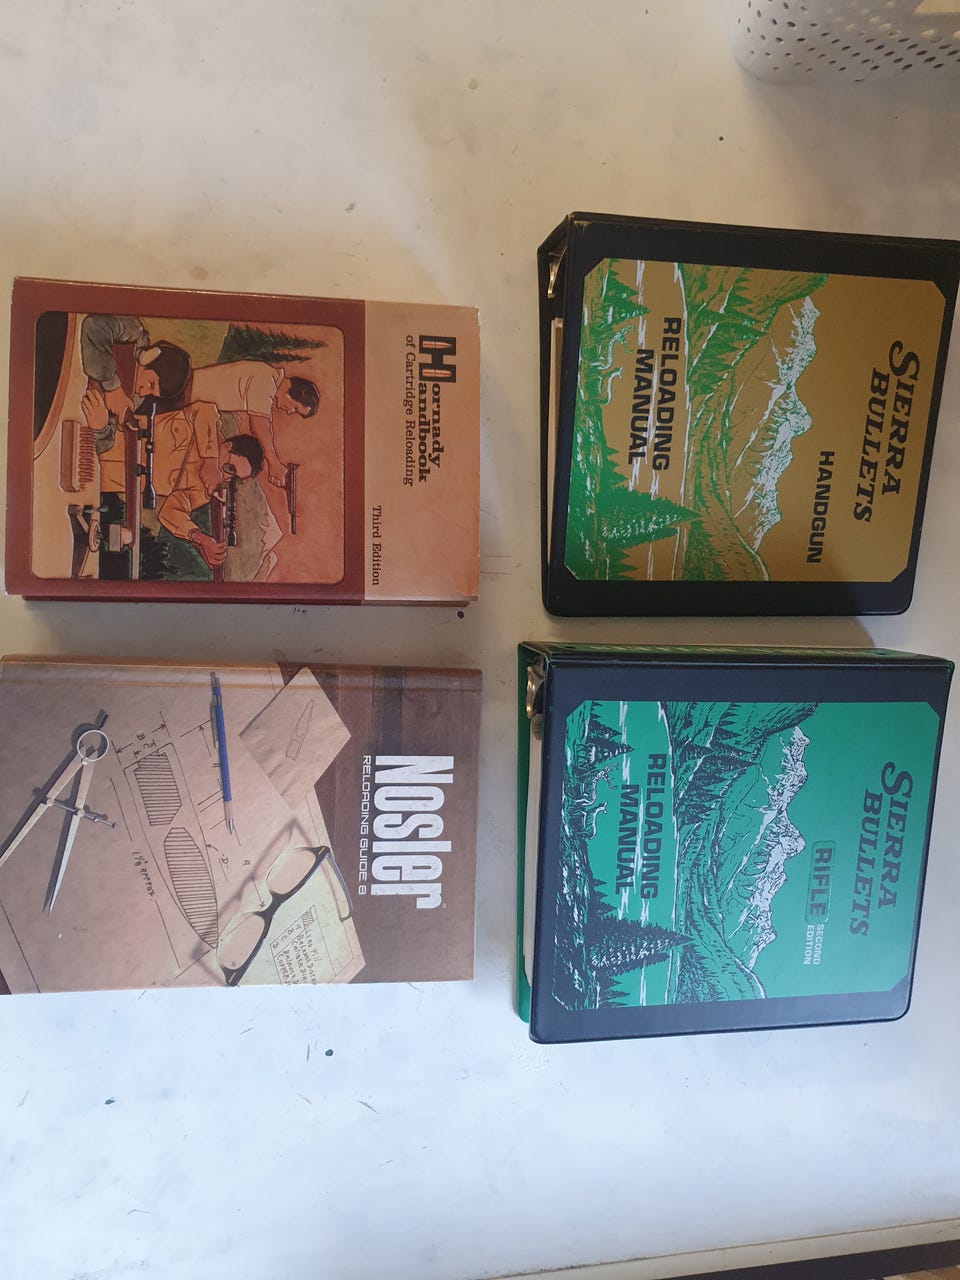 SIERRA
BULLETS
HANDGUN
RELOADING
MANUAL
SIERRA
BULLETS
RIFLE SECOND
EDITION
RELOADING
MANUAL
Hornady
Handbook
of Cartridge Reloading
Third Edition
Nosler
RELOADING GUIDE 8